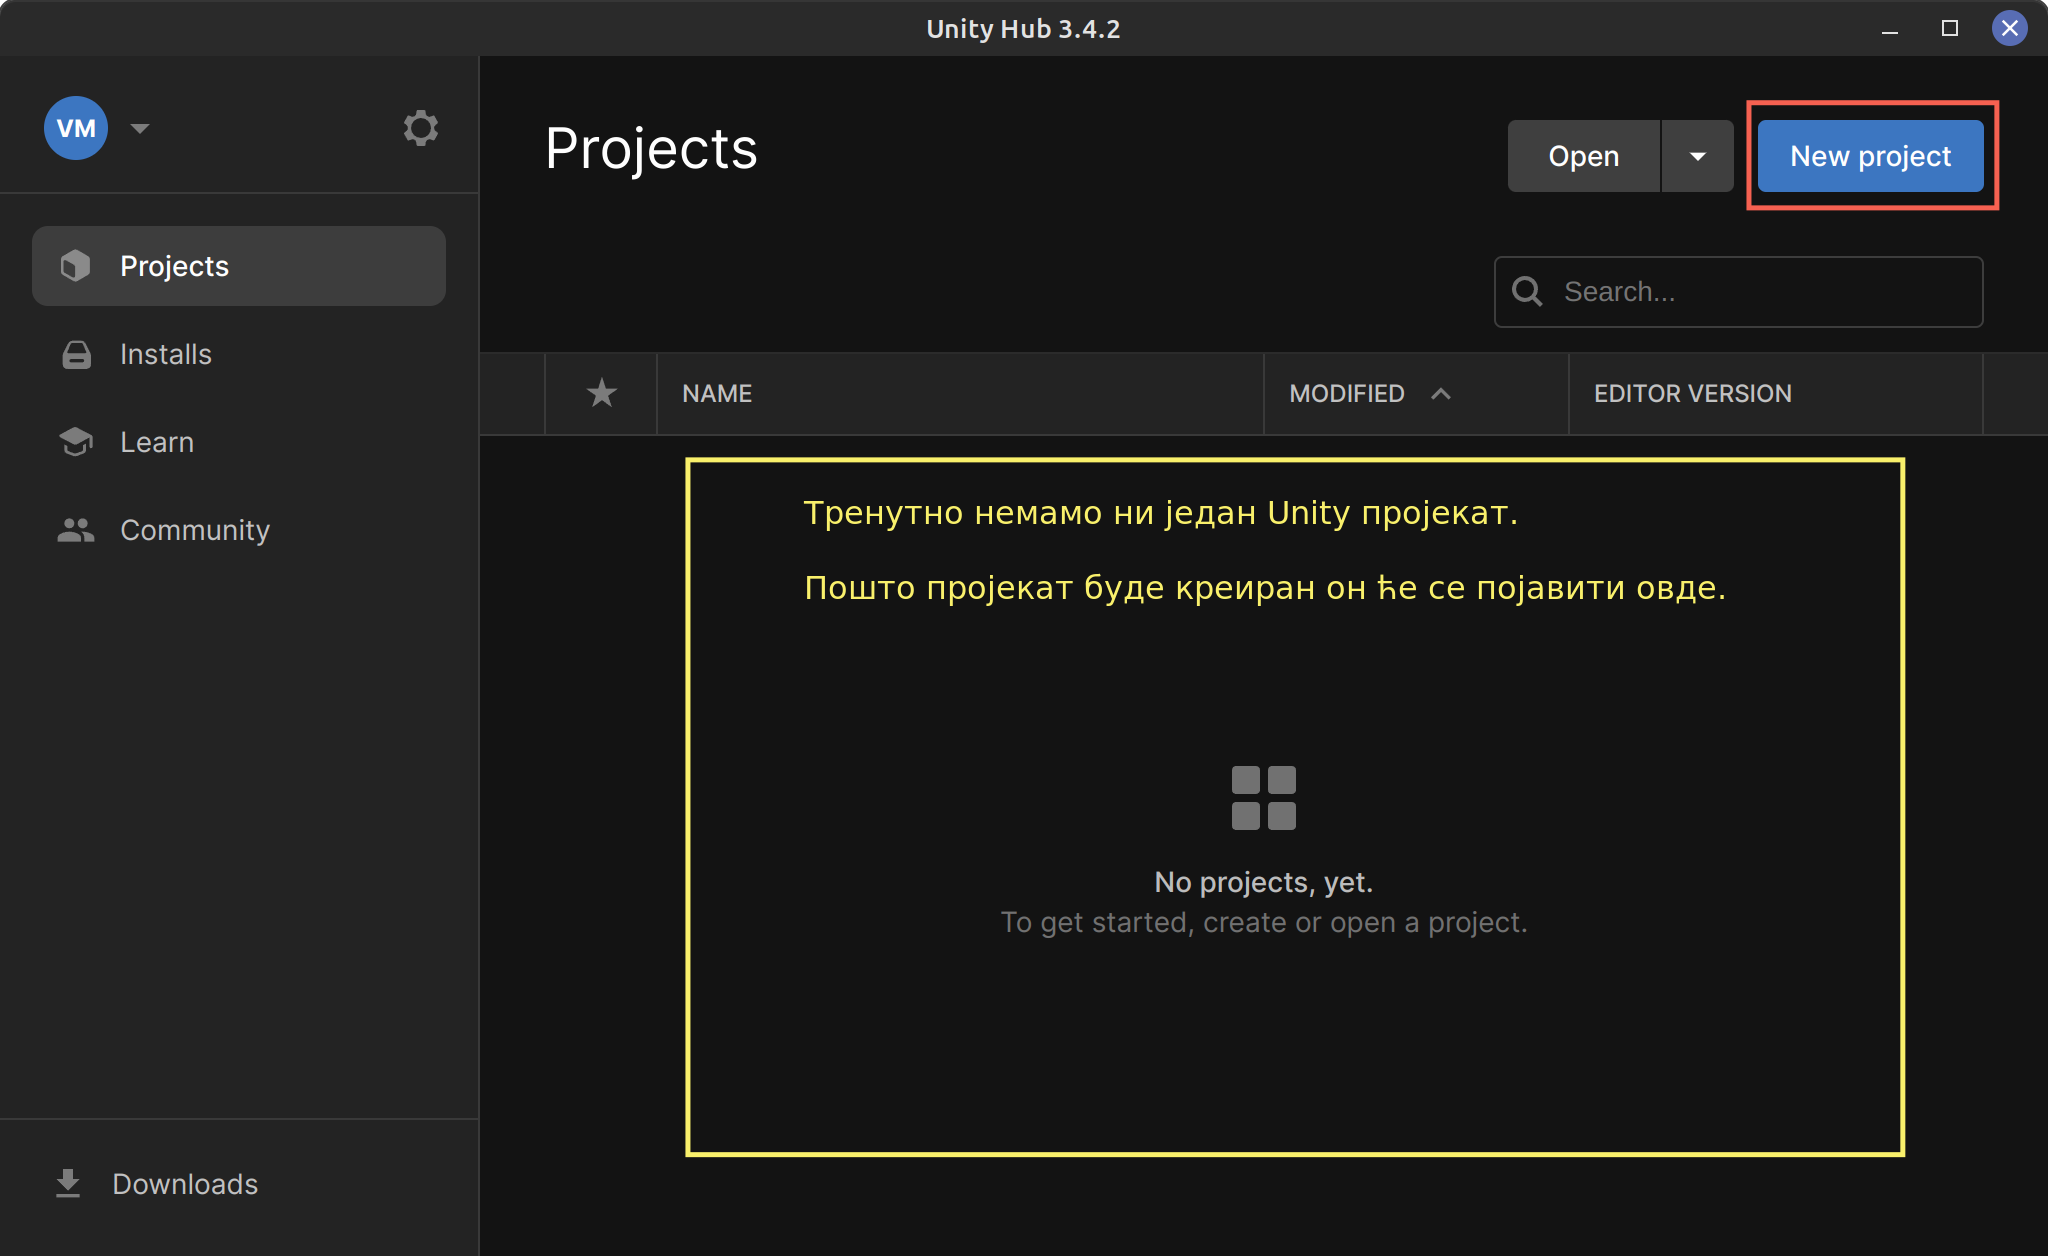 Unity Hub 3.4.2
VM
Projects
Installs
Learn
Community
Downloads
Projects
Open
New project
Search...
NAME
MODIFIED
EDITOR VERSION
Тренутно немамо ни један Unity пројекат.
Пошто пројекат буде креиран он ће се појавити овде.
No projects, yet.
To get started, create or open a project.